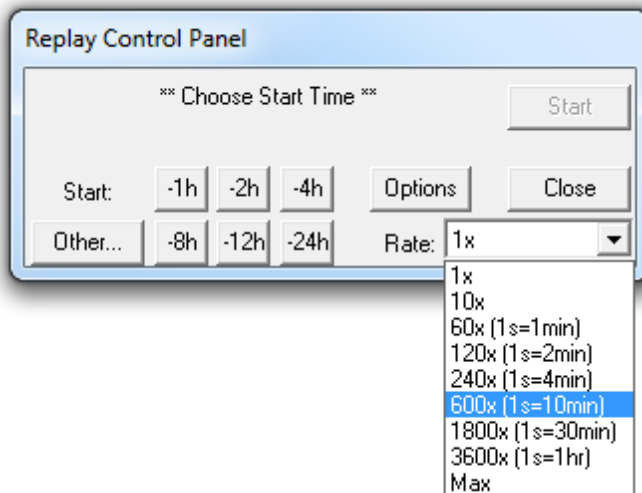 Replay Control Panel
** Choose Start Time **
Start
Start: -1h -2h -4h Options Close
Other... -8h -12h -24h Rate: 1x
1x
10x
60x (1s=1min)
120x (1s=2min)
240x (1s=4min)
600x (1s=10min)
1800x (1s=30min)
3600x (1s=1hr)
Max